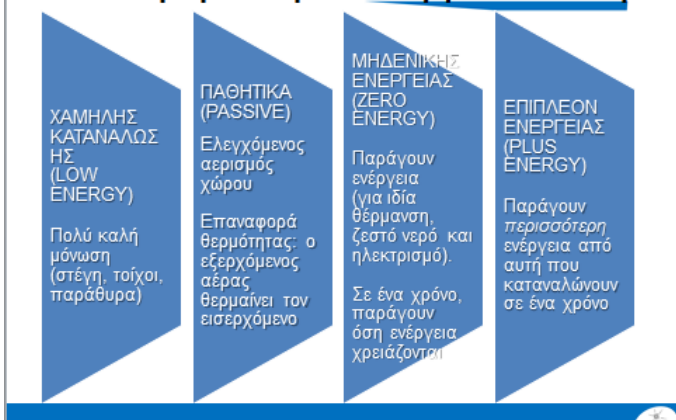 ΧΑΜΗΛΗΣ
ΚΑΤΑΝΑΛΩΣ
ΗΣ
(LOW
ENERGY)
Πολύ καλή
μόνωση
(στέγη, τοίχοι,
παράθυρα)
ΠΑΘΗΤΙΚΑ
(PASSIVE)
Ελεγχόμενος
αερισμός
χώρου
Επαναφορά
θερμότητας: ο
εξερχόμενος
αέρας
θερμαίνει τον
εισερχόμενο
ΜΗΔΕΝΙΚΗΣ
ΕΝΕΡΓΕΙΑΣ
(ZERO
ENERGY)
Παράγουν
ενέργεια
(για ιδία
θέρμανση,
ζεστό νερό και
ηλεκτρισμό).
Σε ένα χρόνο,
παράγουν
όση ενέργεια
χρειάζονται
ΕΠΙΠΛΕΟΝ
ΕΝΕΡΓΕΙΑΣ
(PLUS
ENERGY)
Παράγουν
περισσότερη
ενέργεια από
αυτή που
καταναλώνουν
σε ένα χρόνο